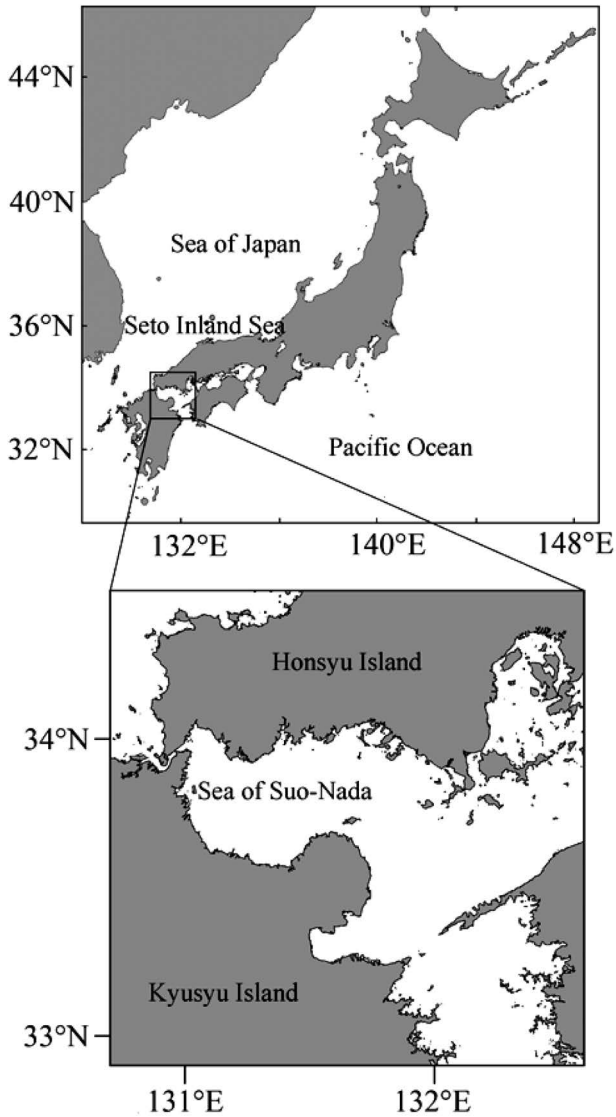 44°N
40°N
Sea of Japan
36°N
Seto Inland Sea
32°N
Pacific Ocean
132°E 140°E 148°E
Honsyu Island
34°N
Sea of Suo-Nada
Kyusyu Island
33°N
131°E 132°E